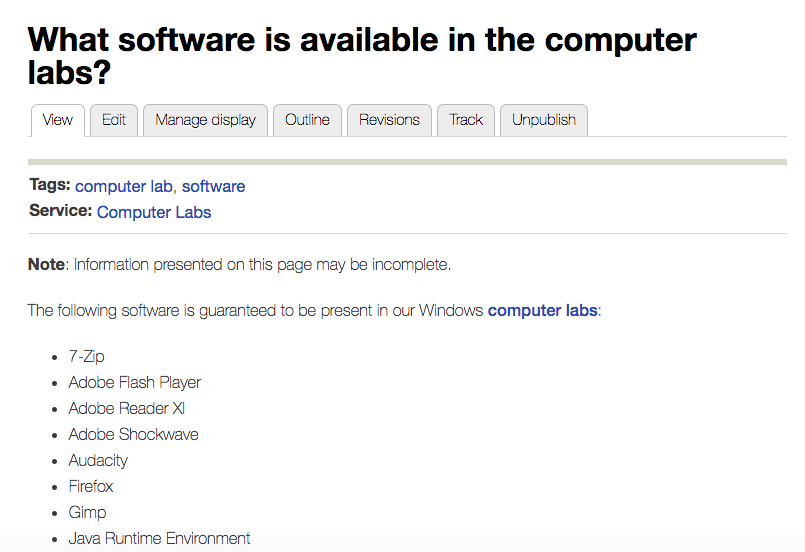 What software is available in the computer
labs?
View Edit Manage display Outline Revisions Track Unpublish
Tags: computer lab, software
Service: Computer Labs
Note: Information presented on this page may be incomplete.
The following software is guaranteed to be present in our Windows computer labs:
• 7-Zip
• Adobe Flash Player
• Adobe Reader XI
• Adobe Shockwave
• Audacity
• Firefox
• Gimp
• Java Runtime Environment